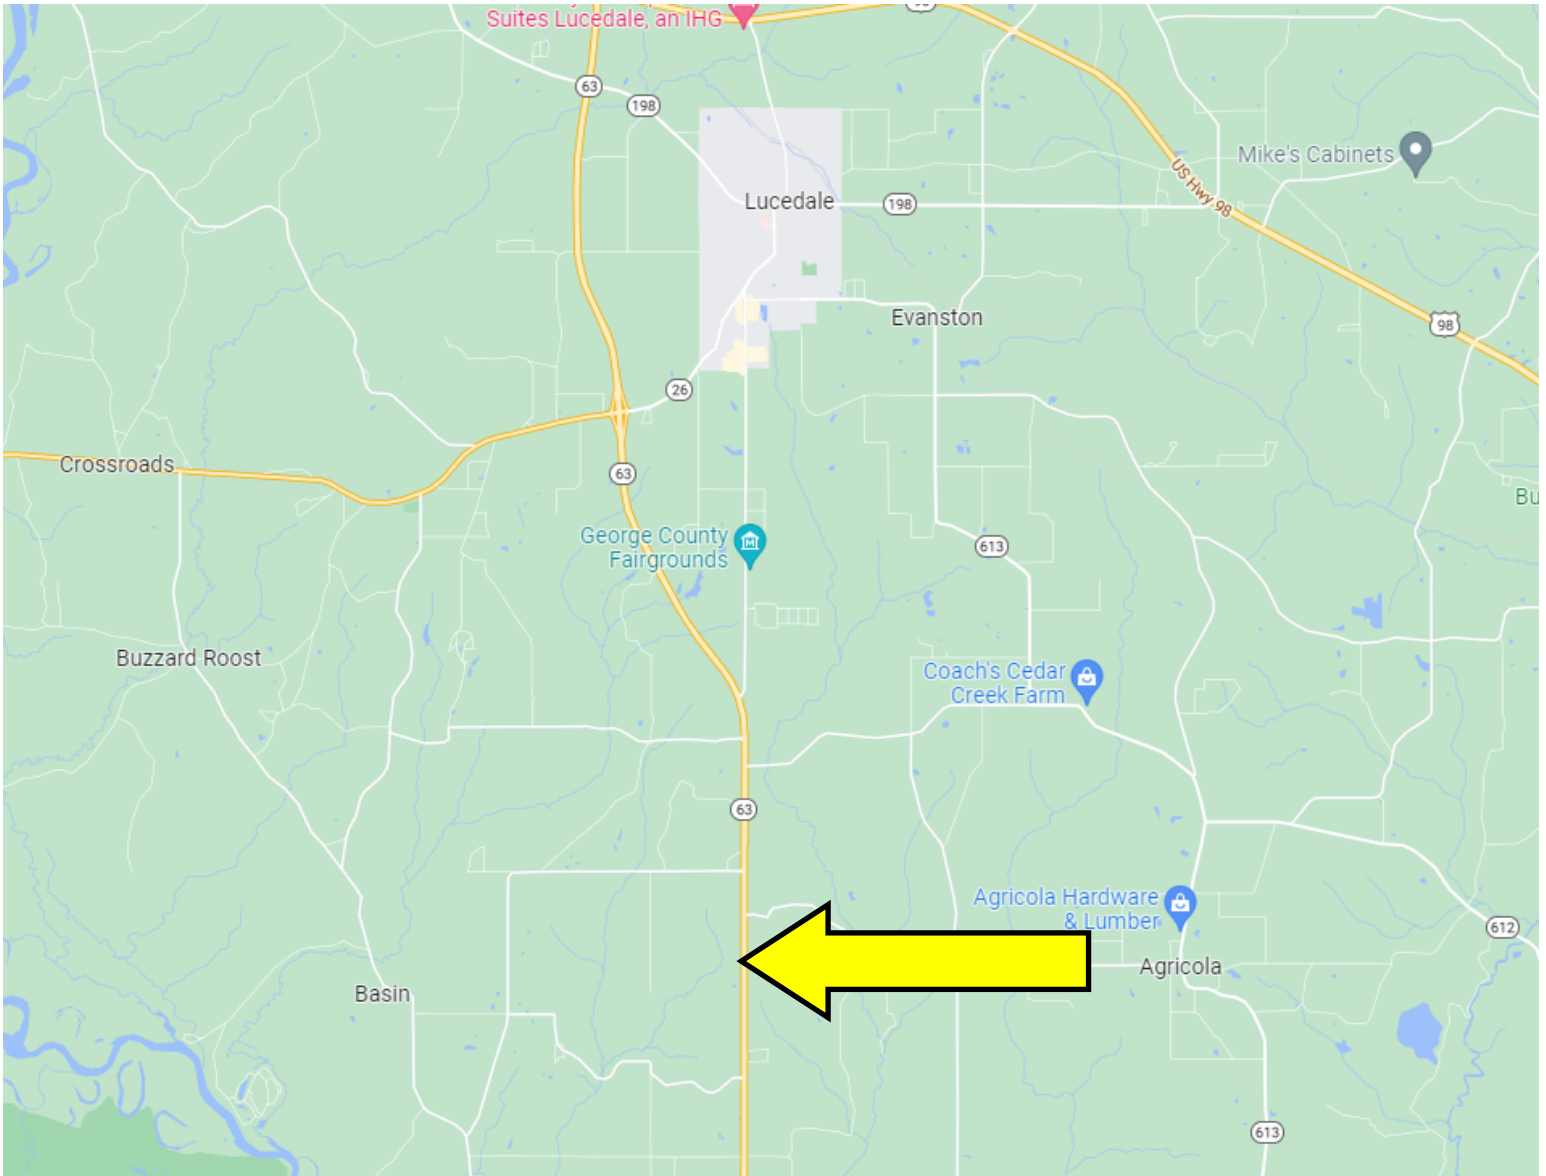 Suites Lucedale, an IHG
63
198
Mike's Cabinets
US Hwy 98
Lucedale
198
Evanston
98
26
Crossroads
63
Bu
George County
Fairgrounds
613
Buzzard Roost
Coach's Cedar
Creek Farm
63
Agricola Hardware
& Lumber
612
Agricola
Basin
613